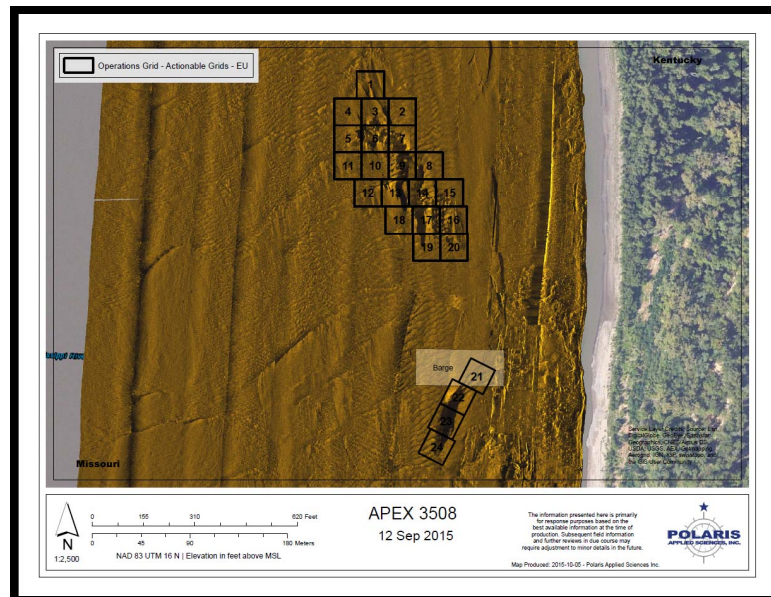 Operations Grid - Actionable Grids - EU
Kentucky
1
4 3 2
5 6 7
11 10 9 8
12 13 14 15
18 17 16
19 20
Barge
21
22
23
24
Missouri
0 155 310 620 Feet
0 45 90 180 Meters
N
1:2,500
NAD 83 UTM 16 N | Elevation in feet above MSL
APEX 3508
12 Sep 2015
The information presented here is primarily
for response purposes based on the
best available information at the time of
production. Subsequent field information
and further reviews in due course may
require adjustment to minor details in the future.
Map Produced: 2015-10-05 - Polaris Applied Sciences Inc.
POLARIS
APPLIED SCIENCES, INC.